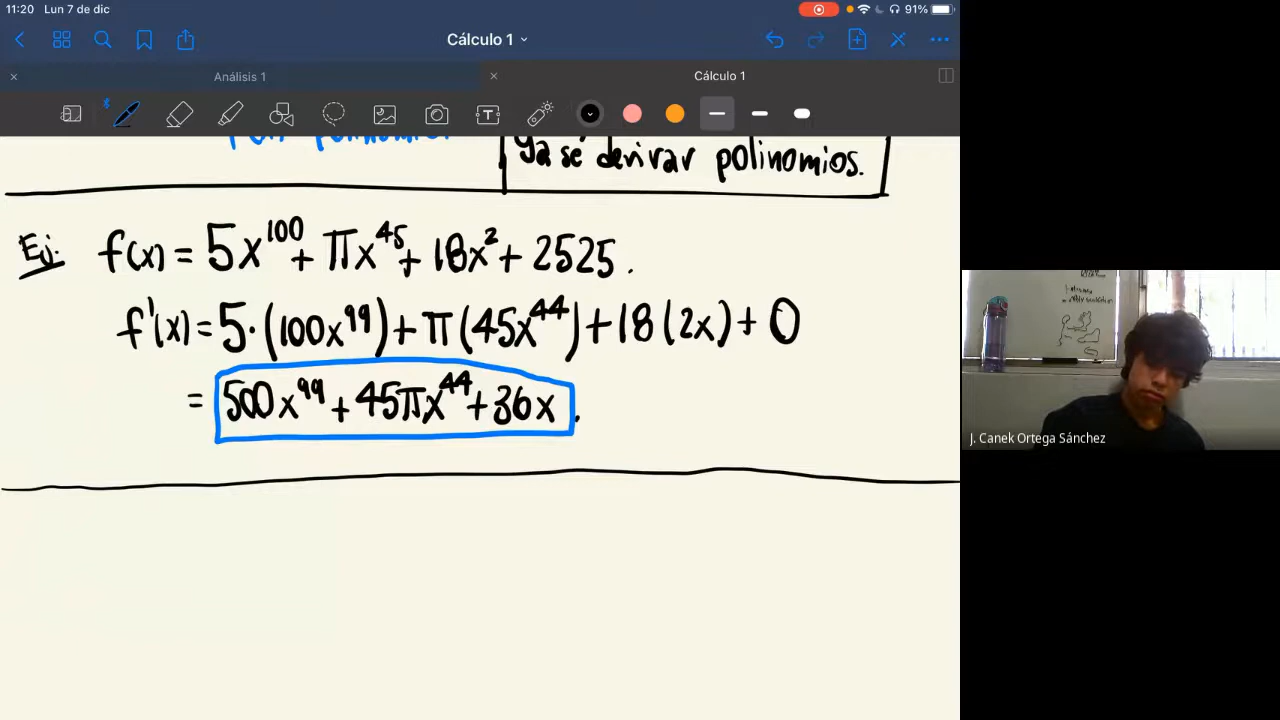 11:20 Lun 7 de dic 91%
Cálculo 1
Análisis 1 Cálculo 1
Ya sé derivar polinomios.
Ej: f(x) = 5x^100 + πx^45 + 18x^2 + 2525.
f'(x) = 5·(100x^99) + π(45x^44) + 18(2x) + 0
= 500x^99 + 45πx^44 + 36x.
J. Canek Ortega Sánchez